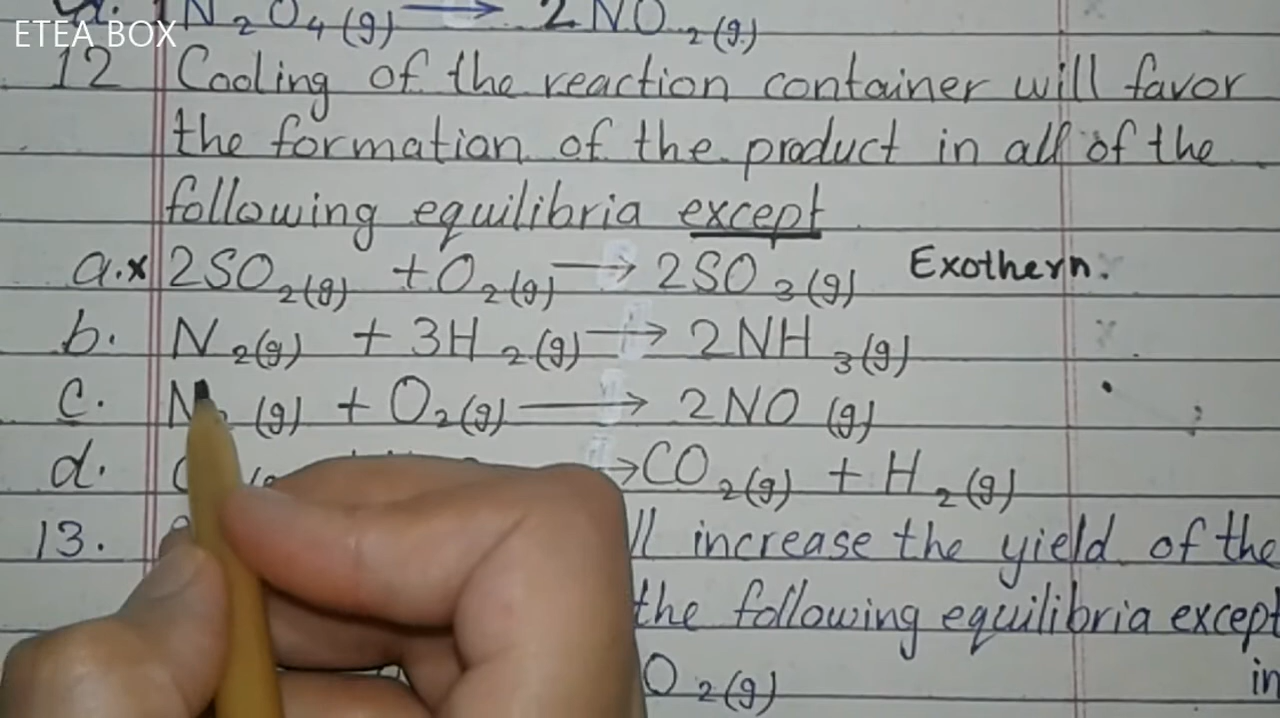 a. N₂O₄(g) → 2NO₂(g)
ETEA BOX
12 Cooling of the reaction container will favor
the formation of the product in all of the
following equilibria except
a.x 2SO₂(g) + O₂(g) → 2SO₃(g) Exotherm.
b. N₂(g) + 3H₂(g) → 2NH₃(g)
c. N₂(g) + O₂(g) → 2NO(g)
d. → CO₂(g) + H₂(g)
13. ll increase the yield of the
the following equilibria except
O₂(g) in